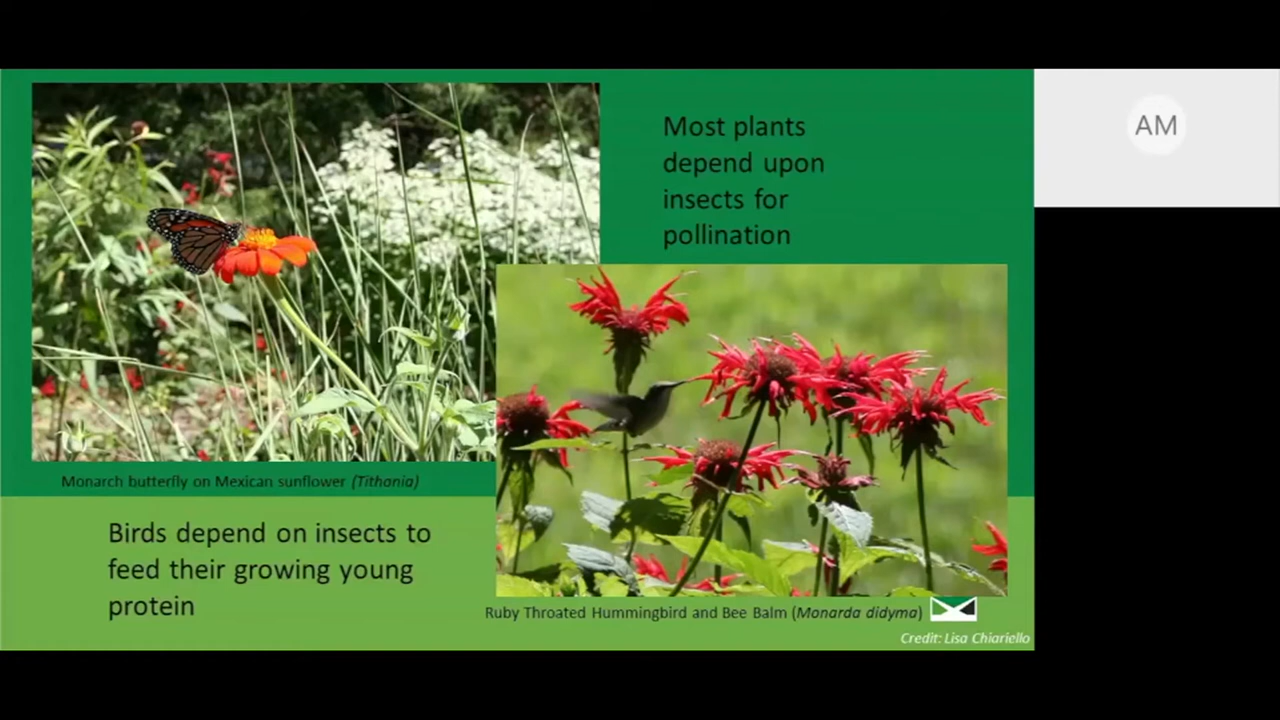 Most plants
depend upon
insects for
pollination
AM
Monarch butterfly on Mexican sunflower (Tithania)
Birds depend on insects to
feed their growing young
protein
Ruby Throated Hummingbird and Bee Balm (Monarda didyma)
Credit: Lisa Chiariello